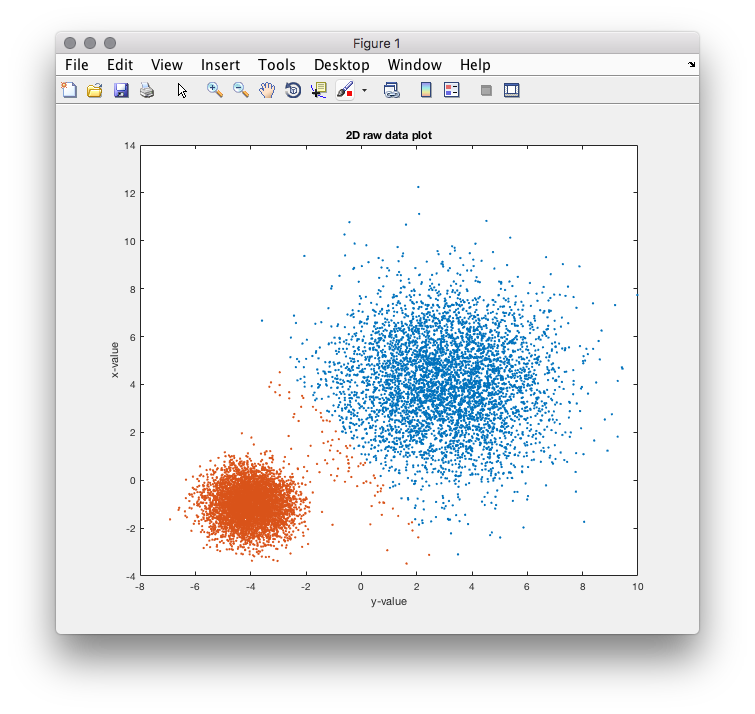 Figure 1
File Edit View Insert Tools Desktop Window Help
2D raw data plot
14
12
10
8
6
4
2
0
-2
-4
x-value
-8 -6 -4 -2 0 2 4 6 8 10
y-value